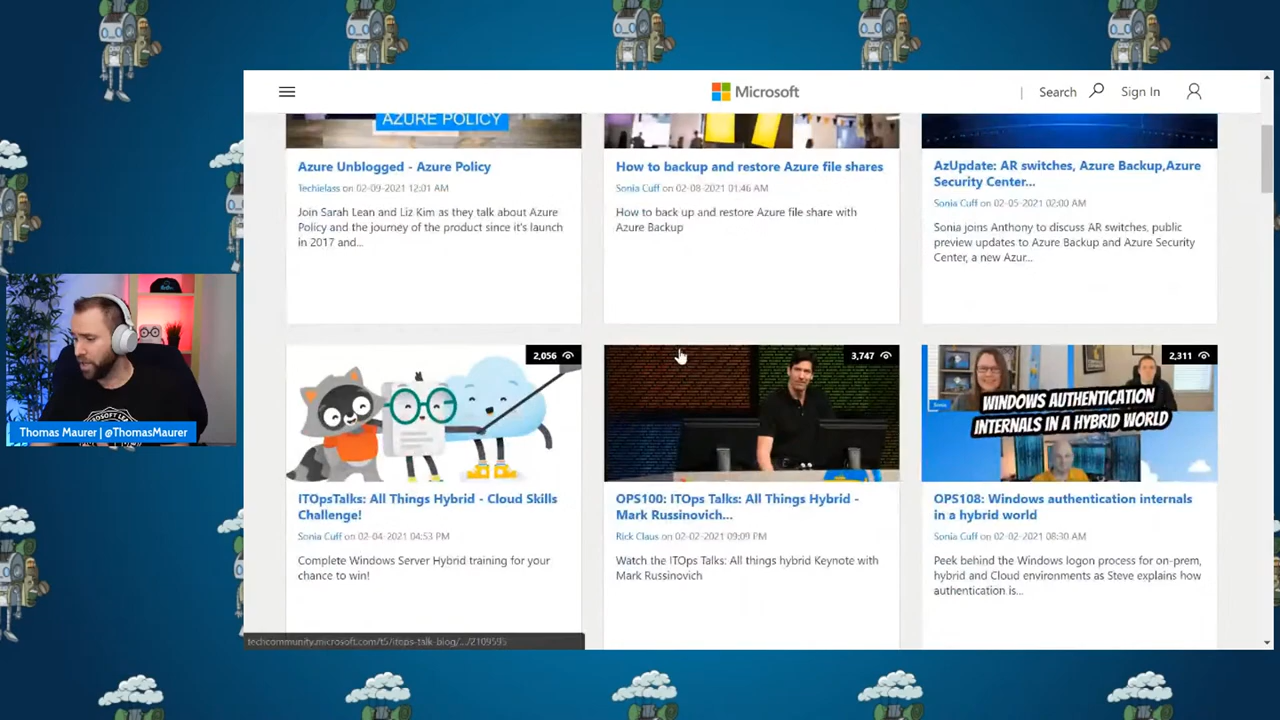 Microsoft
|
Search
Sign In
AZURE POLICY
Azure Unblogged - Azure Policy
Techielass on 02-09-2021 12:01 AM
Join Sarah Lean and Liz Kim as they talk about Azure
Policy and the journey of the product since it's launch
in 2017 and...
How to backup and restore Azure file shares
Sonia Cuff on 02-08-2021 01:46 AM
How to back up and restore Azure file share with
Azure Backup
AzUpdate: AR switches, Azure Backup,Azure
Security Center...
Sonia Cuff on 02-05-2021 02:00 AM
Sonia joins Anthony to discuss AR switches, public
preview updates to Azure Backup and Azure Security
Center, a new Azur...
2,056
ITOpsTalks: All Things Hybrid - Cloud Skills
Challenge!
Sonia Cuff on 02-04-2021 04:53 PM
Complete Windows Server Hybrid training for your
chance to win!
3,747
OPS100: ITOps Talks: All Things Hybrid -
Mark Russinovich...
Rick Claus on 02-02-2021 09:09 PM
Watch the ITOps Talks: All things hybrid Keynote with
Mark Russinovich
2,311
WINDOWS AUTHENTICATION
INTERNALS IN A HYBRID WORLD
OPS108: Windows authentication internals
in a hybrid world
Sonia Cuff on 02-02-2021 08:30 AM
Peek behind the Windows logon process for on-prem,
hybrid and Cloud environments as Steve explains how
authentication is...
techcommunity.microsoft.com/t5/itops-talk-blog/.../2109595
Thomas Maurer | @ThomasMaurer